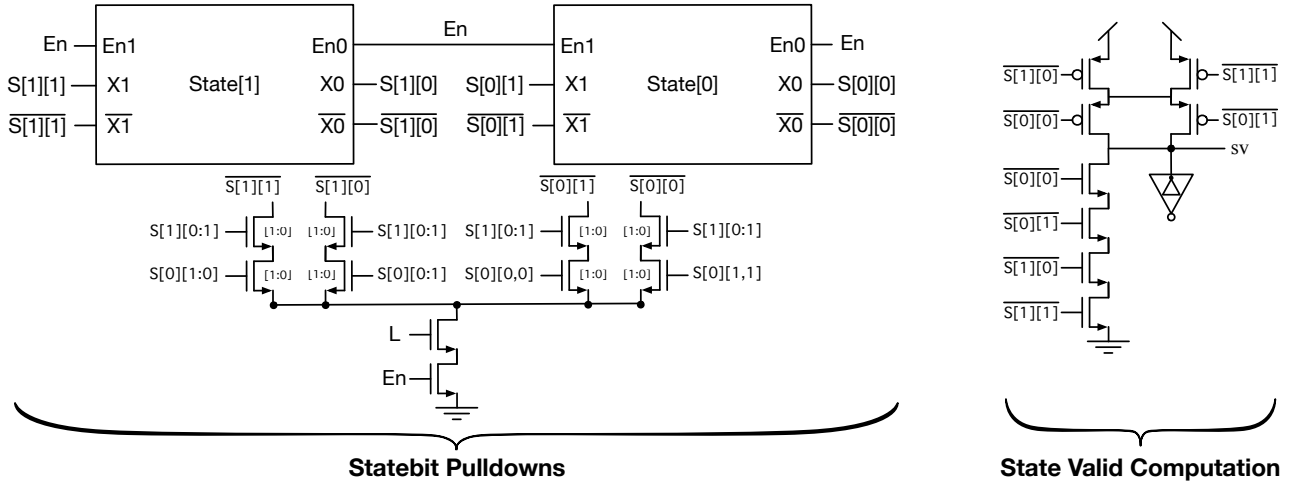 En
En En1 En0 En1 En0 En
S[1][1] X1 State[1] X0 S[1][0] S[0][1] X1 State[0] X0 S[0][0]
S̅[̅1̅]̅[̅1̅]̅ X̅1̅ X̅0̅ S̅[̅1̅]̅[̅0̅]̅ S̅[̅0̅]̅[̅1̅]̅ X̅1̅ X̅0̅ S̅[̅0̅]̅[̅0̅]̅
S̅[̅1̅]̅[̅1̅]̅ S̅[̅1̅]̅[̅0̅]̅ S̅[̅0̅]̅[̅1̅]̅ S̅[̅0̅]̅[̅0̅]̅
S[1][0:1] [1:0] [1:0] S[1][0:1] S[1][0:1] [1:0] [1:0] S[1][0:1]
S[0][1:0] [1:0] [1:0] S[0][0:1] S[0][0,0] [1:0] [1:0] S[0][1,1]
L
En
Statebit Pulldowns
S̅[̅1̅]̅[̅0̅]̅ S̅[̅1̅]̅[̅1̅]̅
S̅[̅0̅]̅[̅0̅]̅ S̅[̅0̅]̅[̅1̅]̅
sv
S̅[̅0̅]̅[̅0̅]̅
S̅[̅0̅]̅[̅1̅]̅
S̅[̅1̅]̅[̅0̅]̅
S̅[̅1̅]̅[̅1̅]̅
State Valid Computation